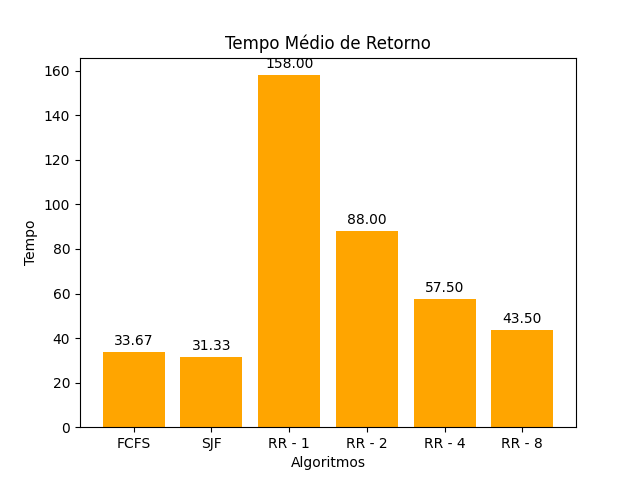 Tempo Médio de Retorno
160
140
120
100
80
60
40
20
0
Tempo
33.67
31.33
158.00
88.00
57.50
43.50
FCFS
SJF
RR - 1
RR - 2
RR - 4
RR - 8
Algoritmos